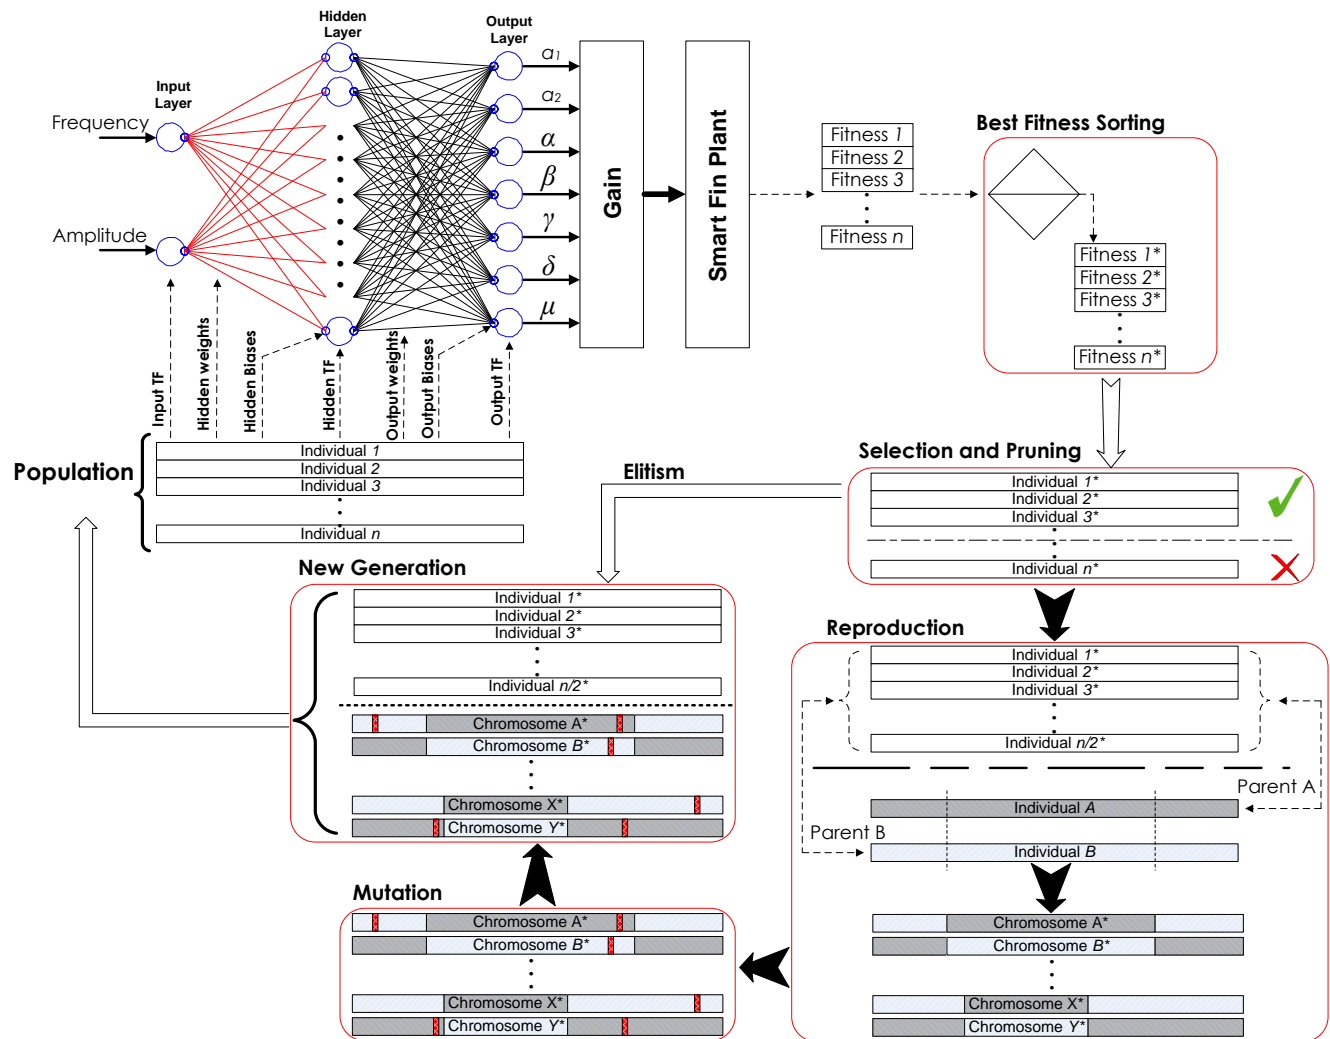 Hidden
Layer
Output
Layer
Input
Layer
Frequency
Amplitude
a1
a2
α
β
γ
δ
μ
Gain
Smart Fin Plant
Fitness 1
Fitness 2
Fitness 3
Fitness n
Best Fitness Sorting
Fitness 1*
Fitness 2*
Fitness 3*
Fitness n*
Input TF
Hidden weights
Hidden Biases
Hidden TF
Output weights
Output Biases
Output TF
Population
Individual 1
Individual 2
Individual 3
Individual n
Elitism
Selection and Pruning
Individual 1*
Individual 2*
Individual 3*
Individual n*
New Generation
Individual 1*
Individual 2*
Individual 3*
Individual n/2*
Chromosome A*
Chromosome B*
Chromosome X*
Chromosome Y*
Reproduction
Individual 1*
Individual 2*
Individual 3*
Individual n/2*
Parent A
Individual A
Parent B
Individual B
Chromosome A*
Chromosome B*
Chromosome X*
Chromosome Y*
Mutation
Chromosome A*
Chromosome B*
Chromosome X*
Chromosome Y*